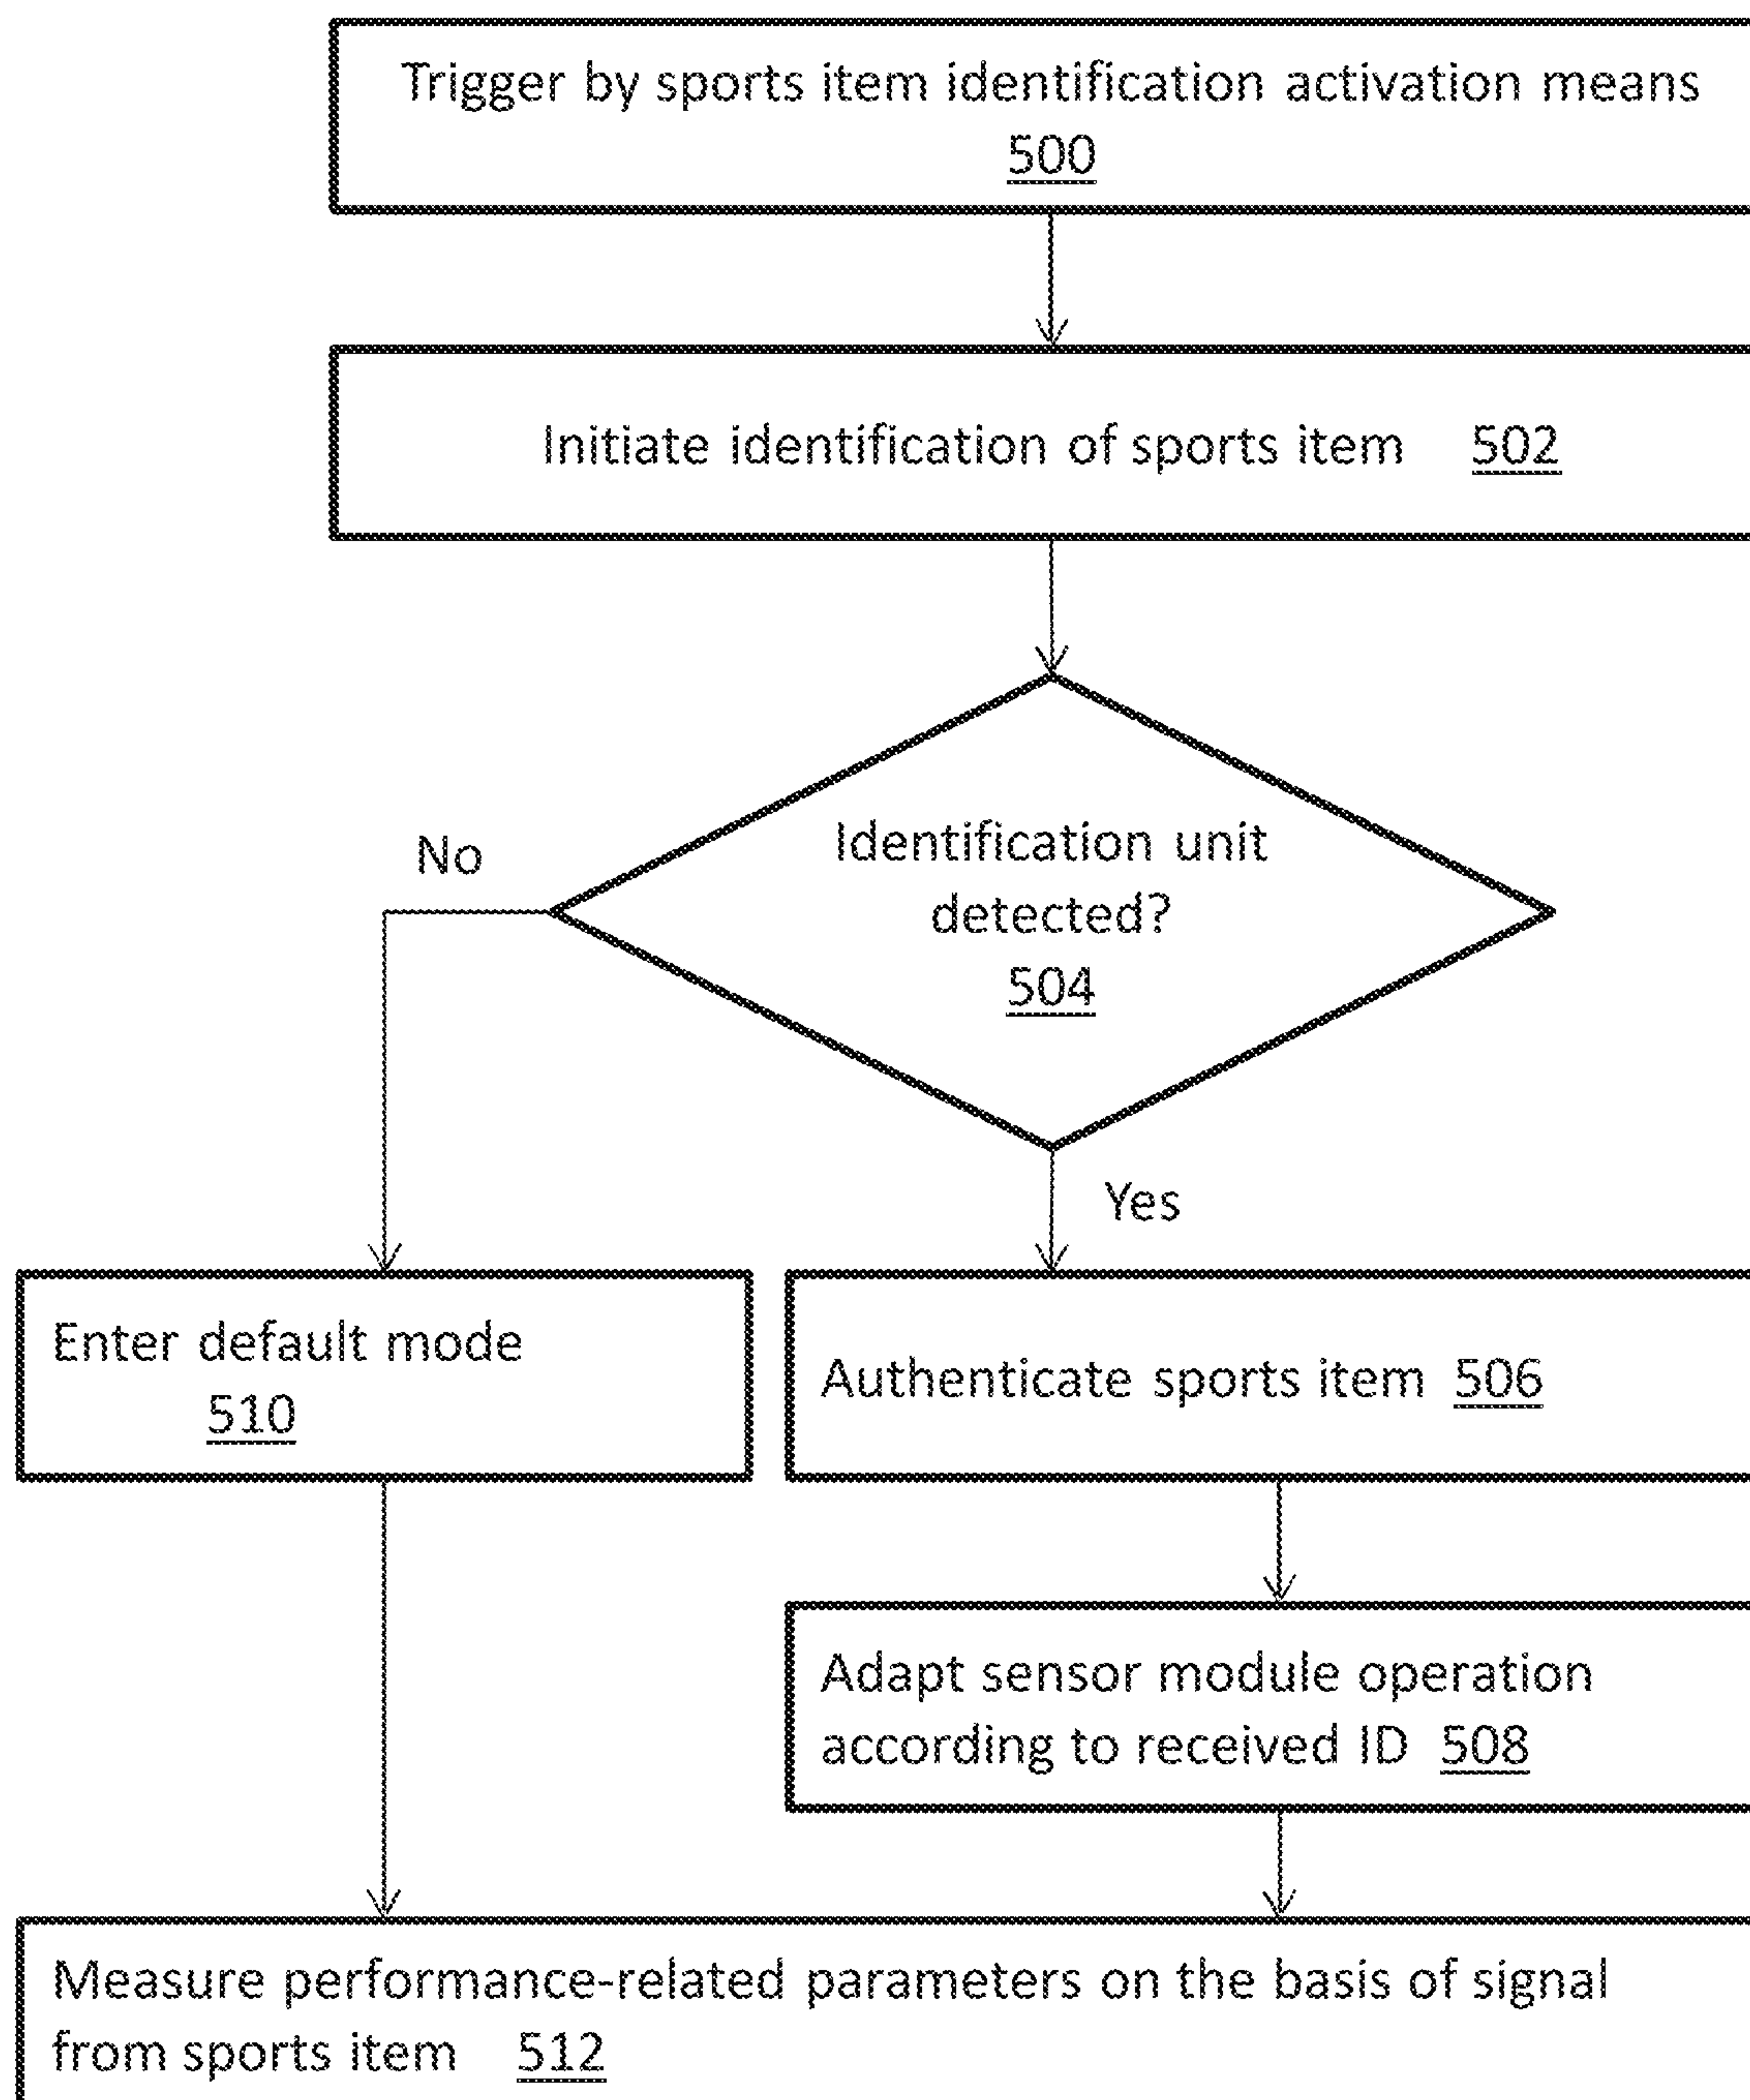 Trigger by sports item identification activation means
500
Initiate identification of sports item 502
Identification unit
detected?
504
No
Yes
Enter default mode
510
Authenticate sports item 506
Adapt sensor module operation
according to received ID 508
Measure performance-related parameters on the basis of signal
from sports item 512